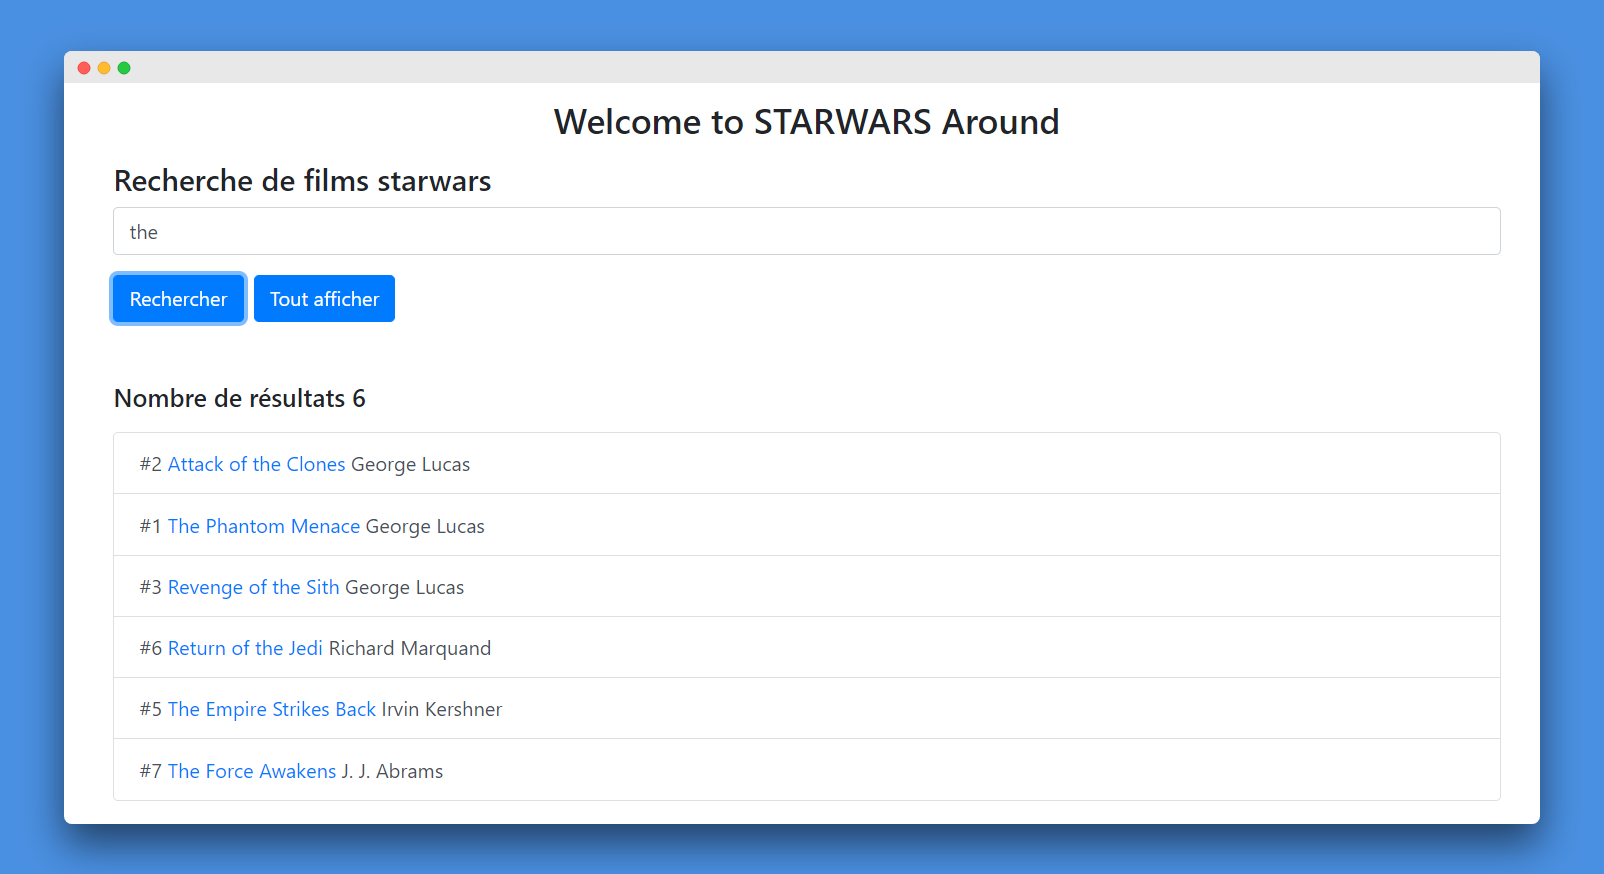 Welcome to STARWARS Around
Recherche de films starwars
the
Rechercher Tout afficher
Nombre de résultats 6
#2 Attack of the Clones George Lucas
#1 The Phantom Menace George Lucas
#3 Revenge of the Sith George Lucas
#6 Return of the Jedi Richard Marquand
#5 The Empire Strikes Back Irvin Kershner
#7 The Force Awakens J. J. Abrams